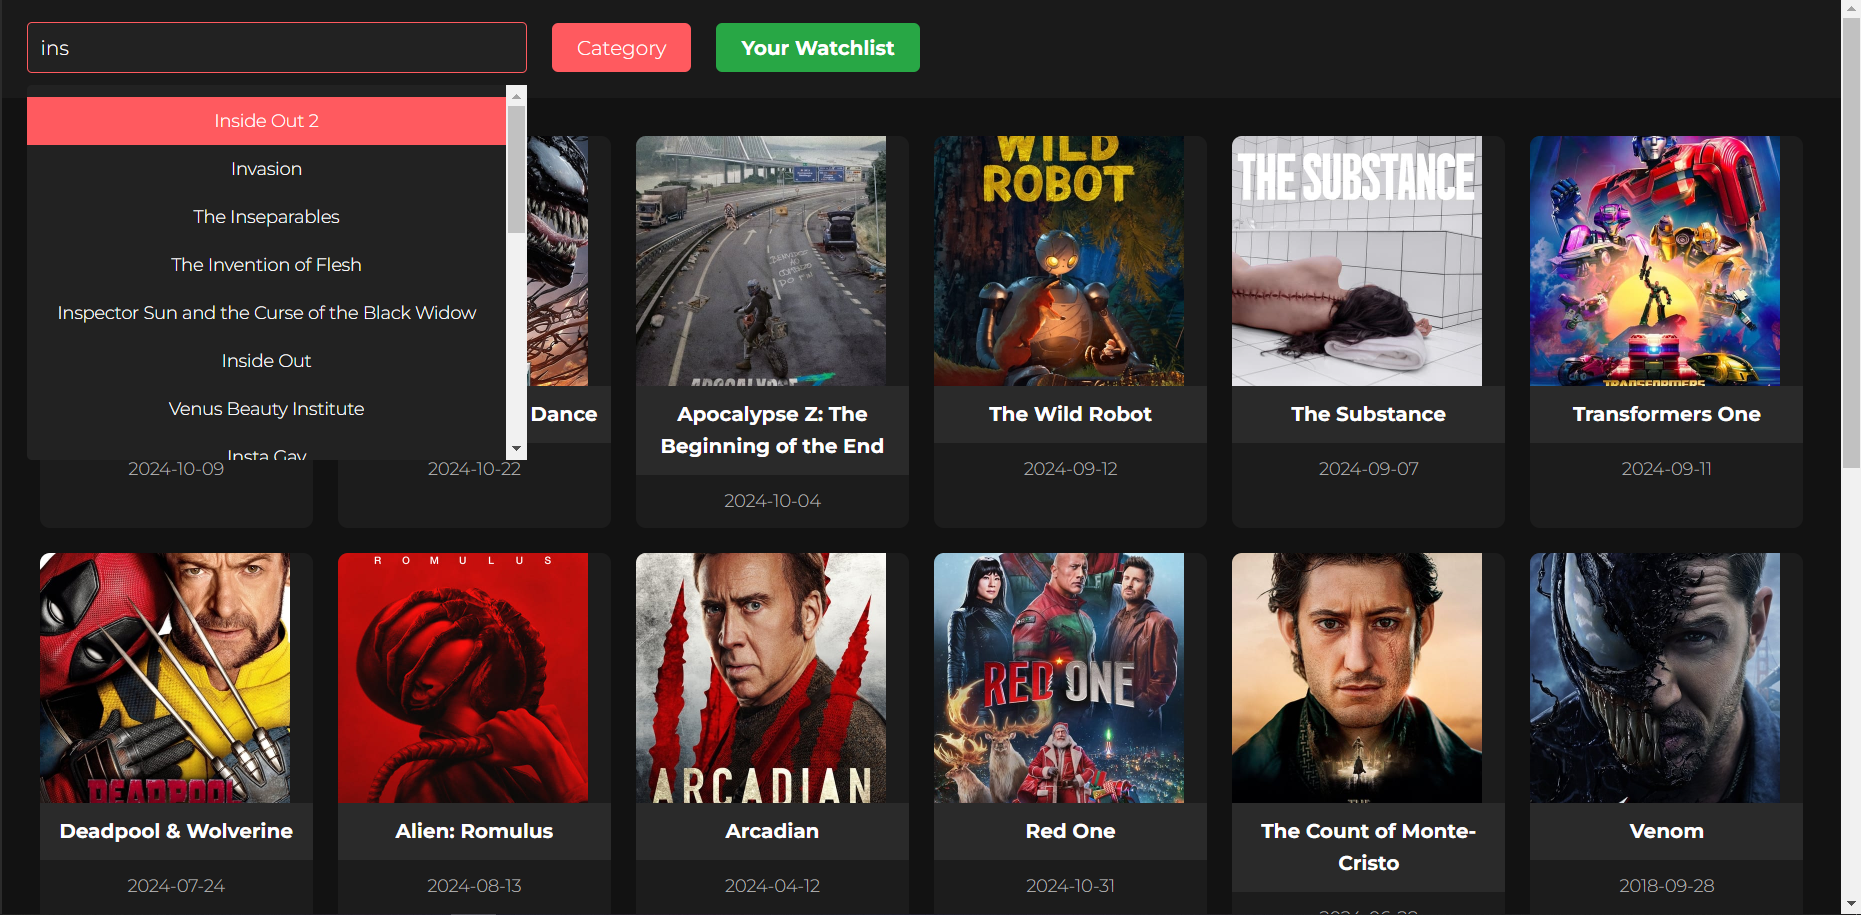 ins
Category
Your Watchlist
Inside Out 2
Invasion
The Inseparables
The Invention of Flesh
Inspector Sun and the Curse of the Black Widow
Inside Out
Venus Beauty Institute
Insta Gay
WILD
ROBOT
THE SUBSTANCE
APOCALYPSE Z
TRANSFORMERS
Dance
Apocalypse Z: The
Beginning of the End
The Wild Robot
The Substance
Transformers One
2024-10-09
2024-10-22
2024-10-04
2024-09-12
2024-09-07
2024-09-11
ROMULUS
DEADPOOL
ARCADIAN
RED ONE
THE
Deadpool & Wolverine
Alien: Romulus
Arcadian
Red One
The Count of Monte-
Cristo
Venom
2024-07-24
2024-08-13
2024-04-12
2024-10-31
2018-09-28